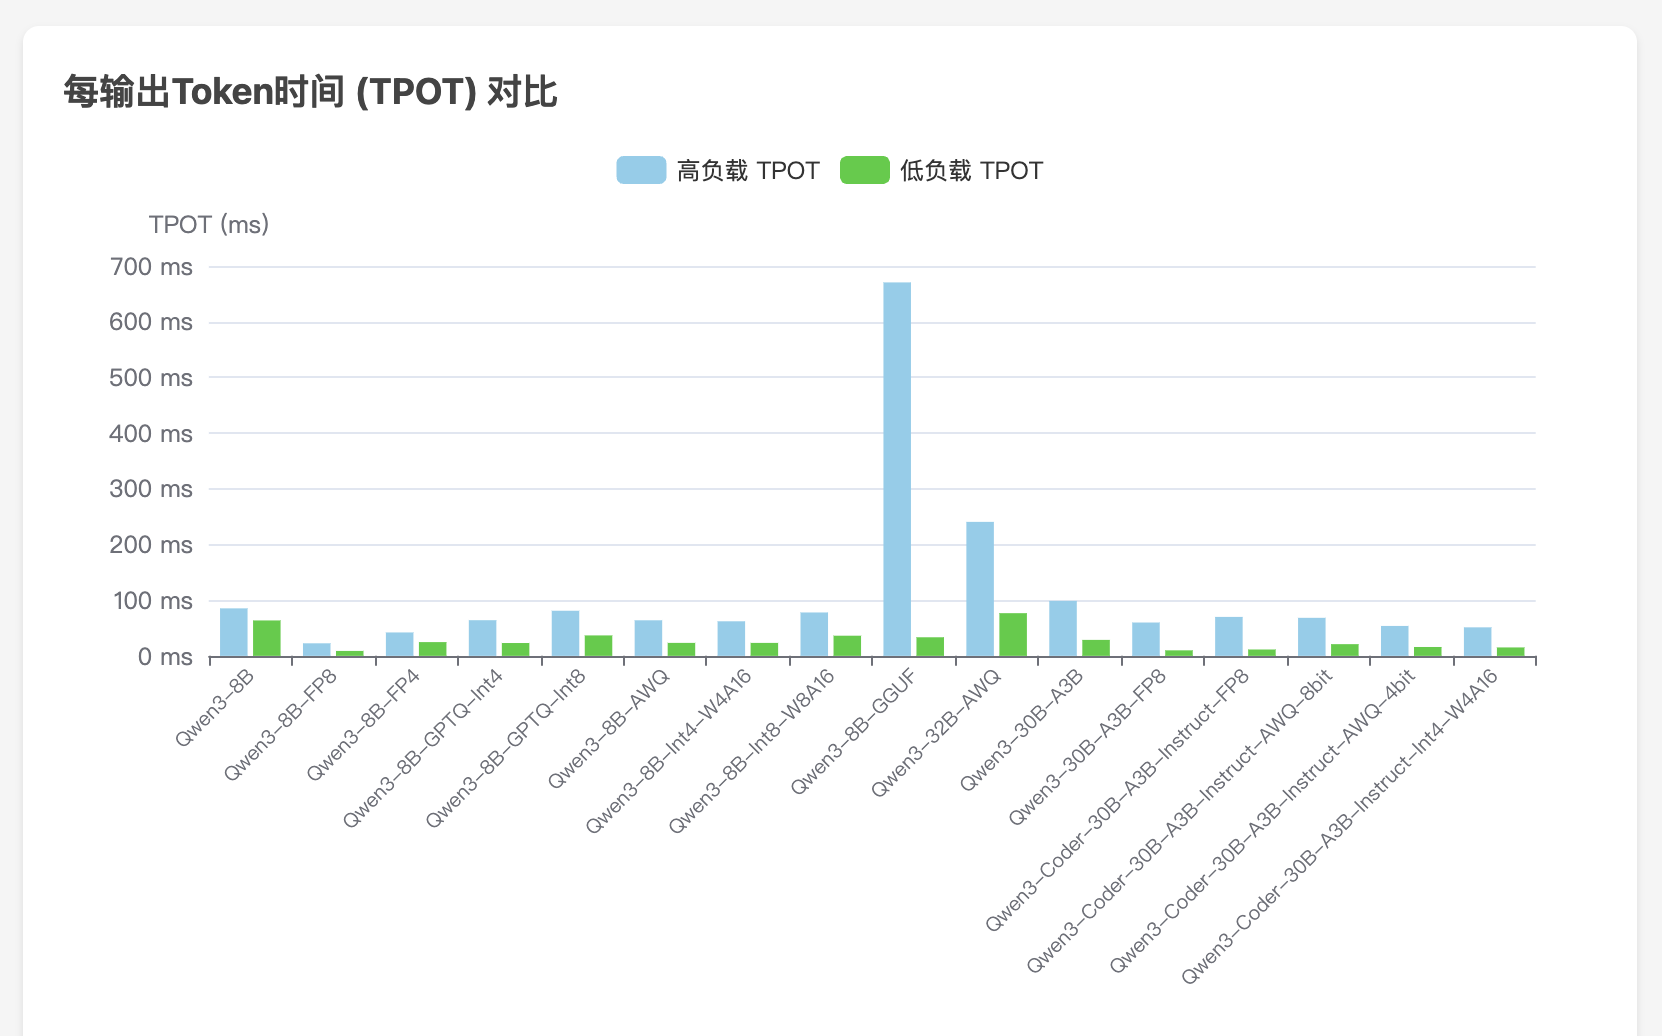 每输出Token时间 (TPOT) 对比
高负载 TPOT
低负载 TPOT
TPOT (ms)
700 ms
600 ms
500 ms
400 ms
300 ms
200 ms
100 ms
0 ms
Qwen3-8B
Qwen3-8B-FP8
Qwen3-8B-FP4
Qwen3-8B-GPTQ-Int4
Qwen3-8B-GPTQ-Int8
Qwen3-8B-AWQ
Qwen3-8B-Int4-W4A16
Qwen3-8B-Int8-W8A16
Qwen3-8B-GGUF
Qwen3-32B-AWQ
Qwen3-30B-A3B
Qwen3-30B-A3B-FP8
Qwen3-Coder-30B-A3B-Instruct-FP8
Qwen3-Coder-30B-A3B-Instruct-AWQ-8bit
Qwen3-Coder-30B-A3B-Instruct-AWQ-4bit
Qwen3-Coder-30B-A3B-Instruct-Int4-W4A16